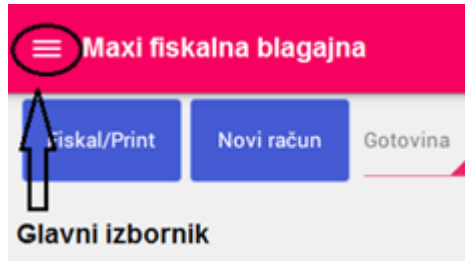 Maxi fiskalna blagajna
Fiskal/Print Novi račun Gotovina
Glavni izbornik